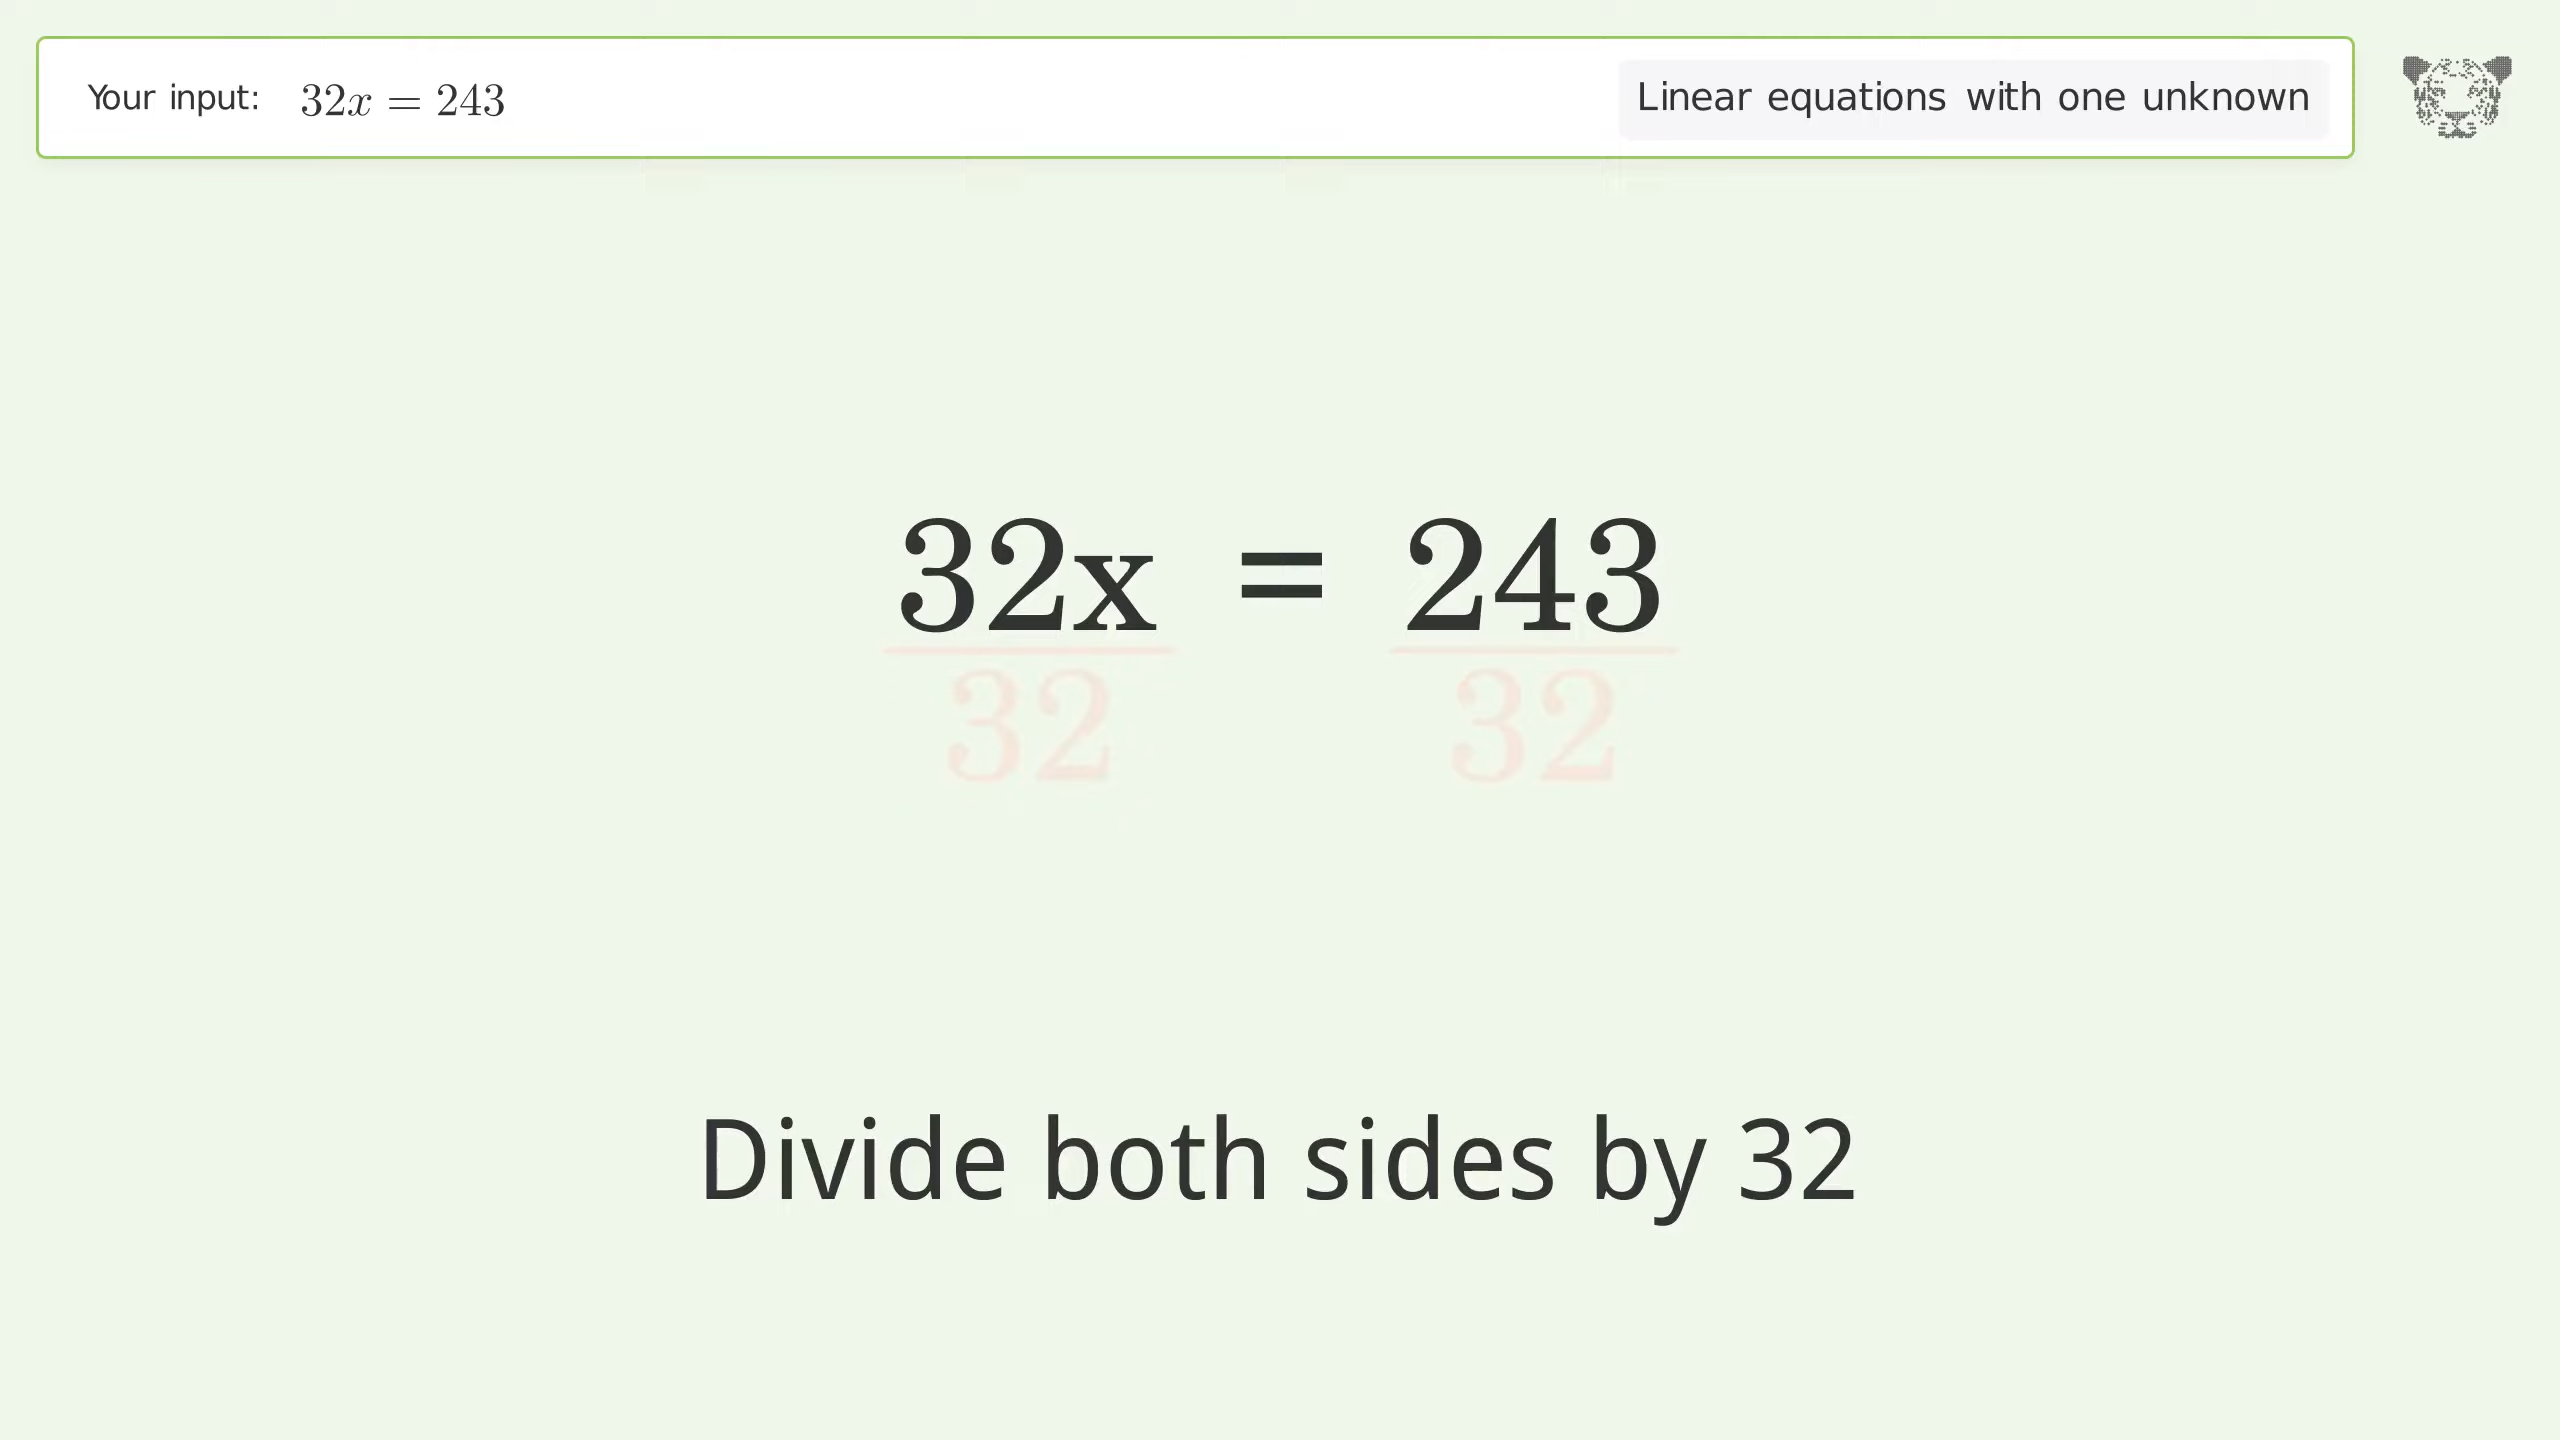 Your input: 32x = 243
Linear equations with one unknown
32x = 243
32 32
Divide both sides by 32